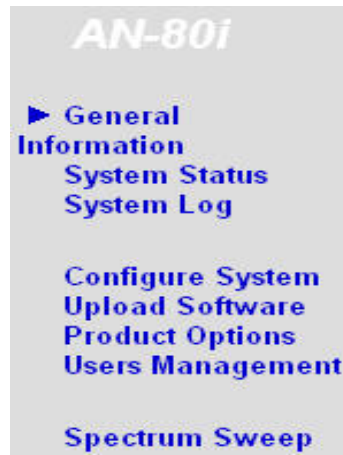 AN-80i
General
Information
System Status
System Log
Configure System
Upload Software
Product Options
Users Management
Spectrum Sweep